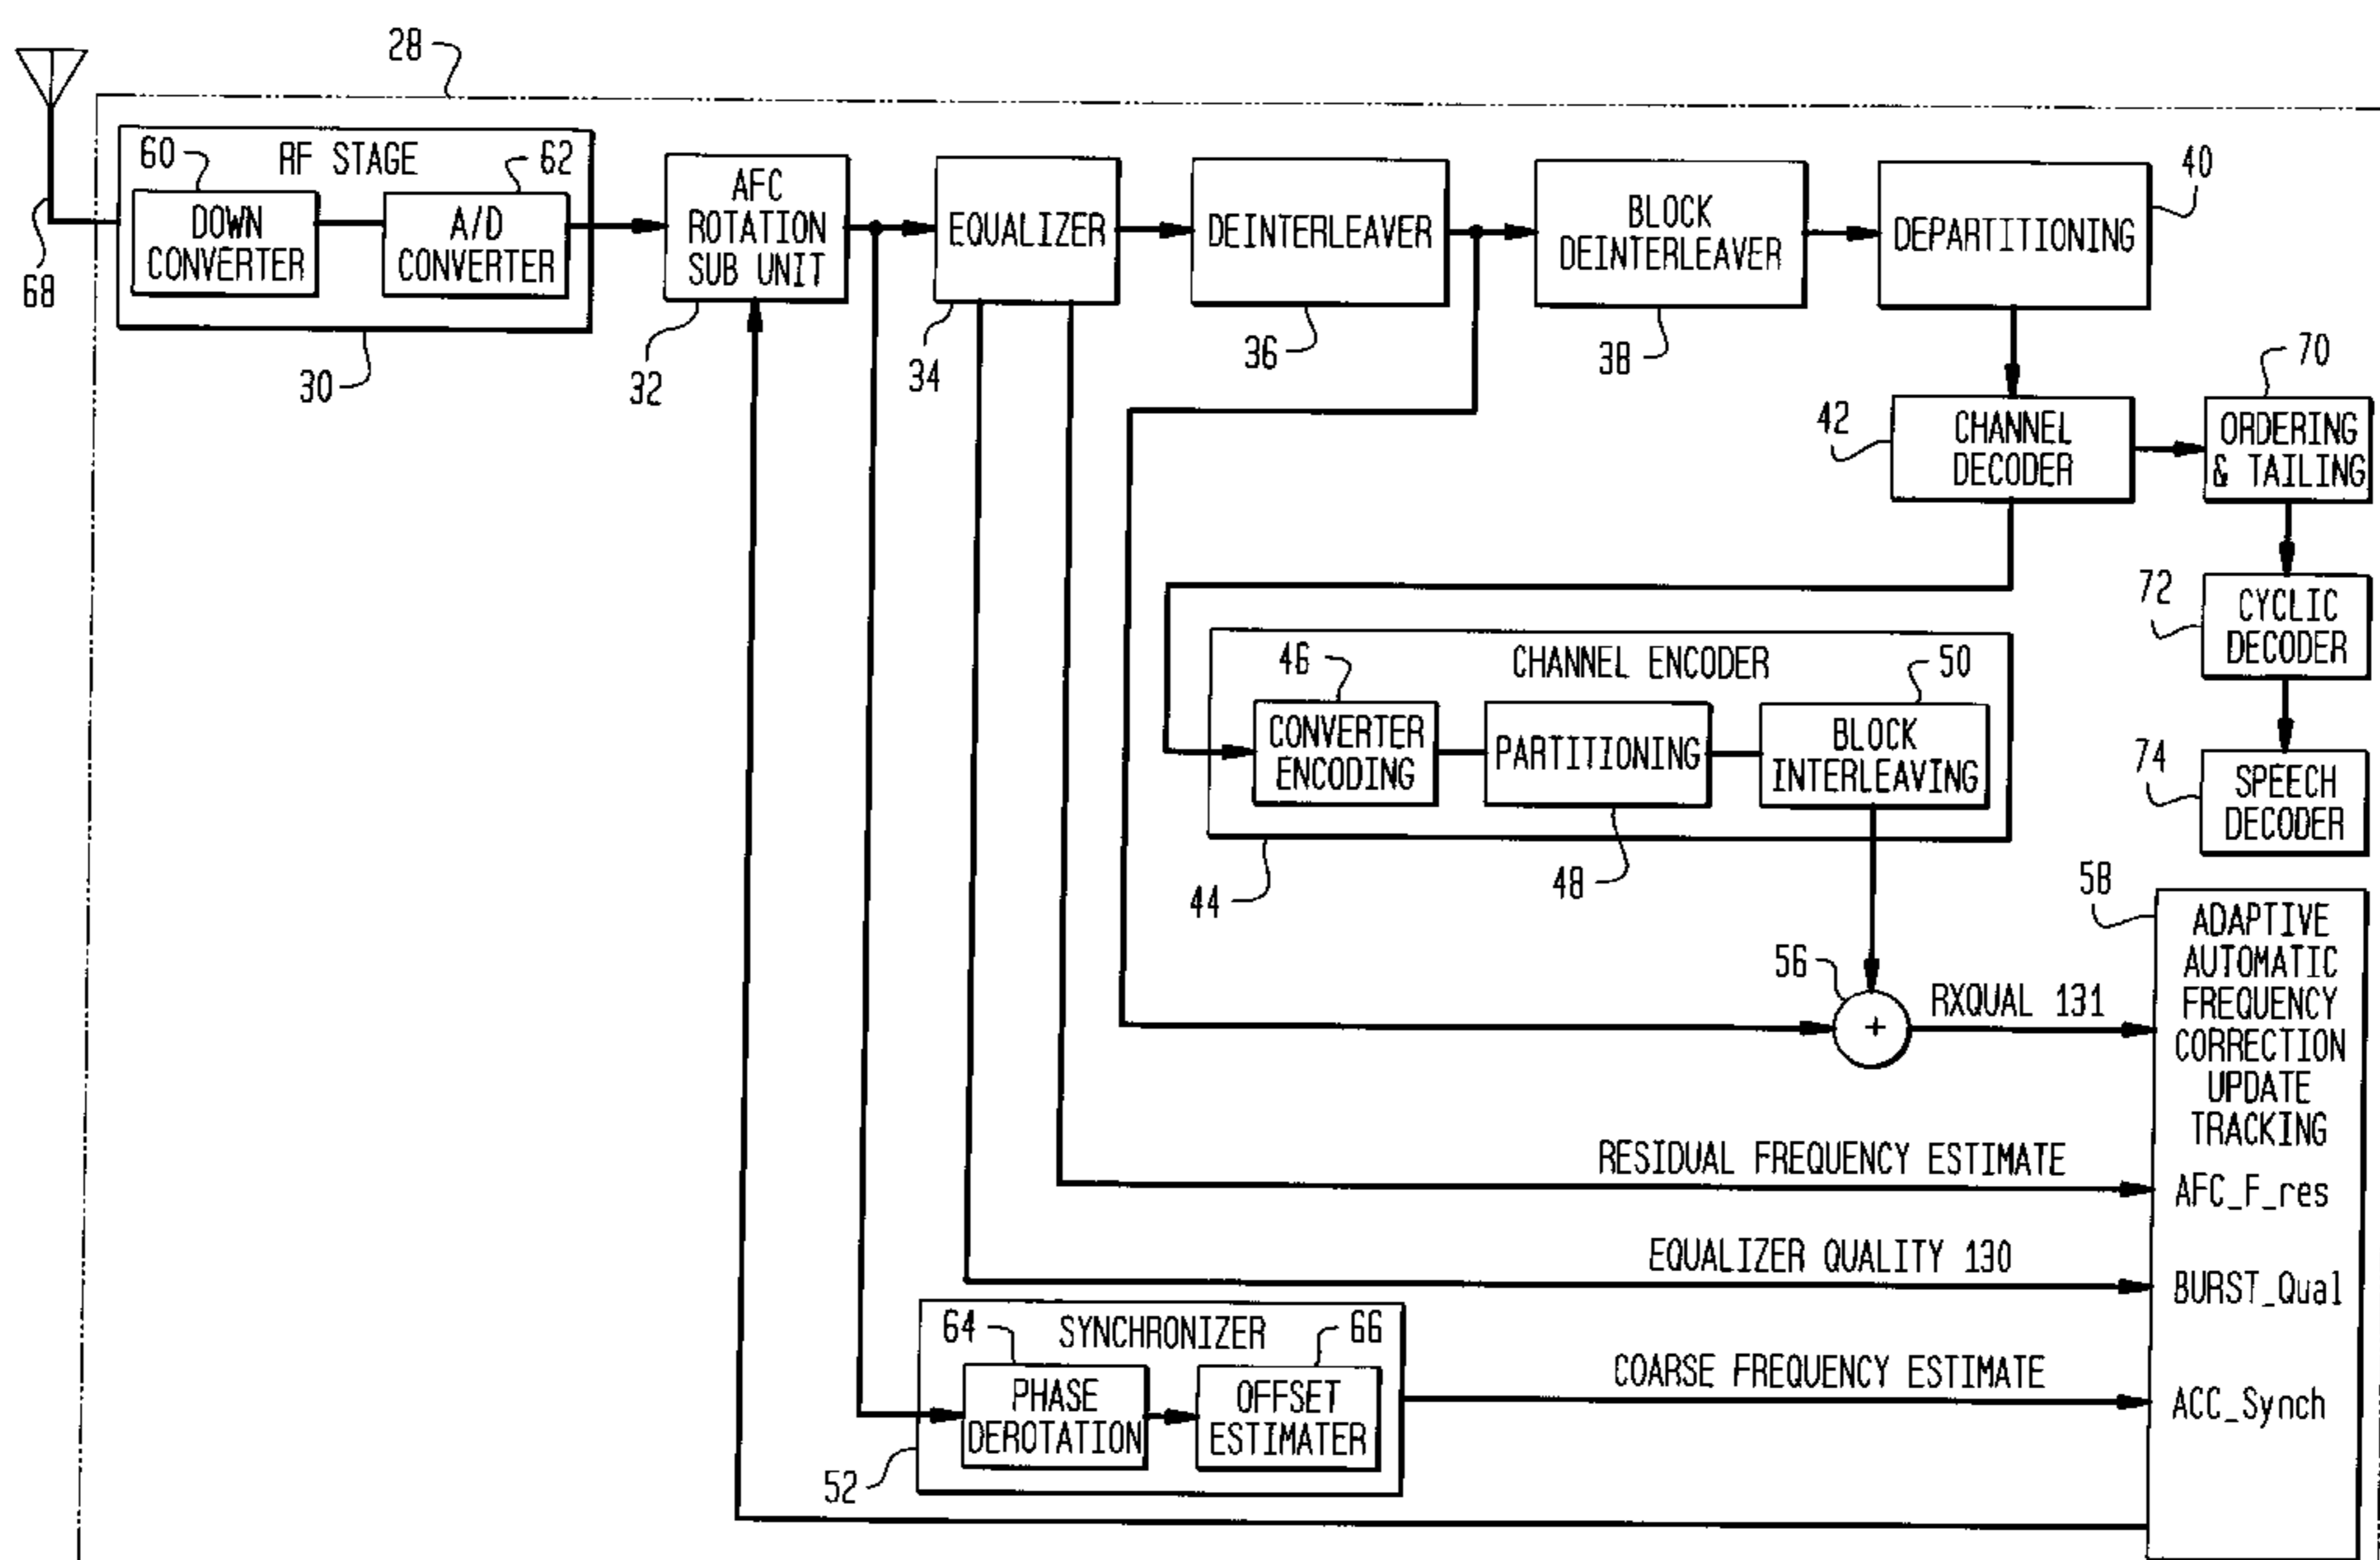 28
68
60
RF STAGE
62
DOWN
CONVERTER
A/D
CONVERTER
30
AFC
ROTATION
SUB UNIT
32
EQUALIZER
34
DEINTERLEAVER
36
BLOCK
DEINTERLEAVER
38
DEPARTITIONING
40
42
CHANNEL
DECODER
70
ORDERING
& TAILING
72
CYCLIC
DECODER
74
SPEECH
DECODER
46
CHANNEL ENCODER
50
CONVERTER
ENCODING
PARTITIONING
BLOCK
INTERLEAVING
44
48
56
+
RXQUAL 131
58
ADAPTIVE
AUTOMATIC
FREQUENCY
CORRECTION
UPDATE
TRACKING
RESIDUAL FREQUENCY ESTIMATE
AFC_F_res
EQUALIZER QUALITY 130
BURST_Qual
64
SYNCHRONIZER
66
PHASE
DEROTATION
OFFSET
ESTIMATER
52
COARSE FREQUENCY ESTIMATE
ACC_Synch